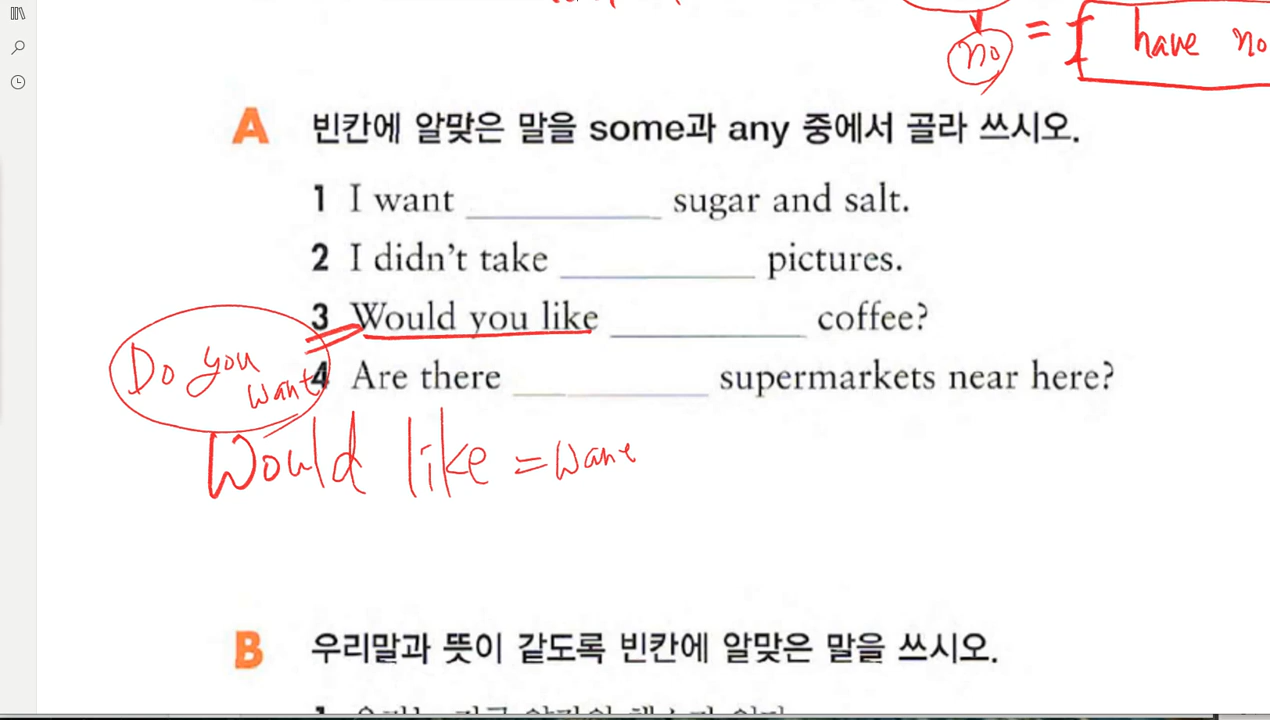 no = I have no
A 빈칸에 알맞은 말을 some과 any 중에서 골라 쓰시오.
1 I want __________ sugar and salt.
2 I didn't take __________ pictures.
3 Would you like __________ coffee?
Do you want
4 Are there __________ supermarkets near here?
Would like = want
B 우리말과 뜻이 같도록 빈칸에 알맞은 말을 쓰시오.